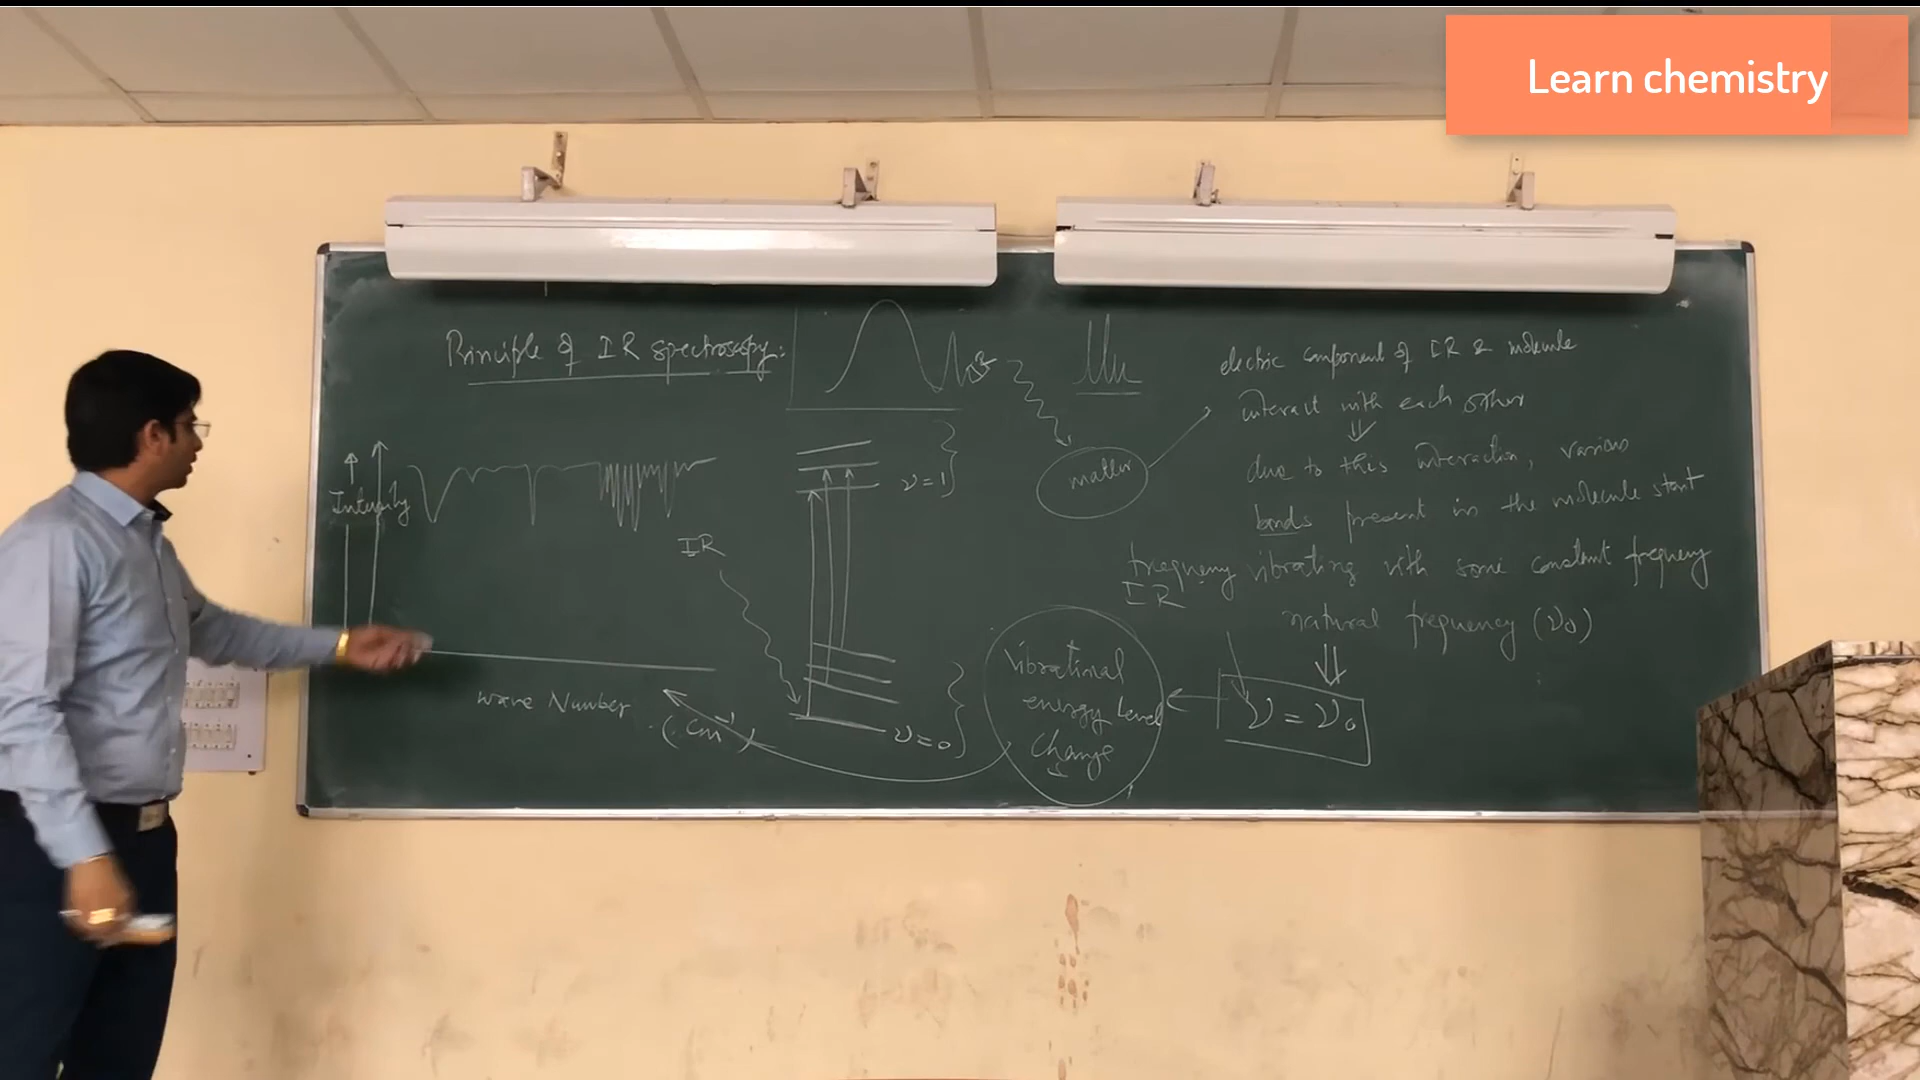 Learn chemistry
Principle of IR spectroscopy:
Intensity
wave Number
(cm⁻¹)
IR
ν=1
ν=0
matter
electric component of IR & molecule
interact with each other
due to this interaction, various
bonds present in the molecule start
vibrating with some constant frequency
natural frequency (ν₀)
frequency
IR
ν = ν₀
vibrational
energy level
change